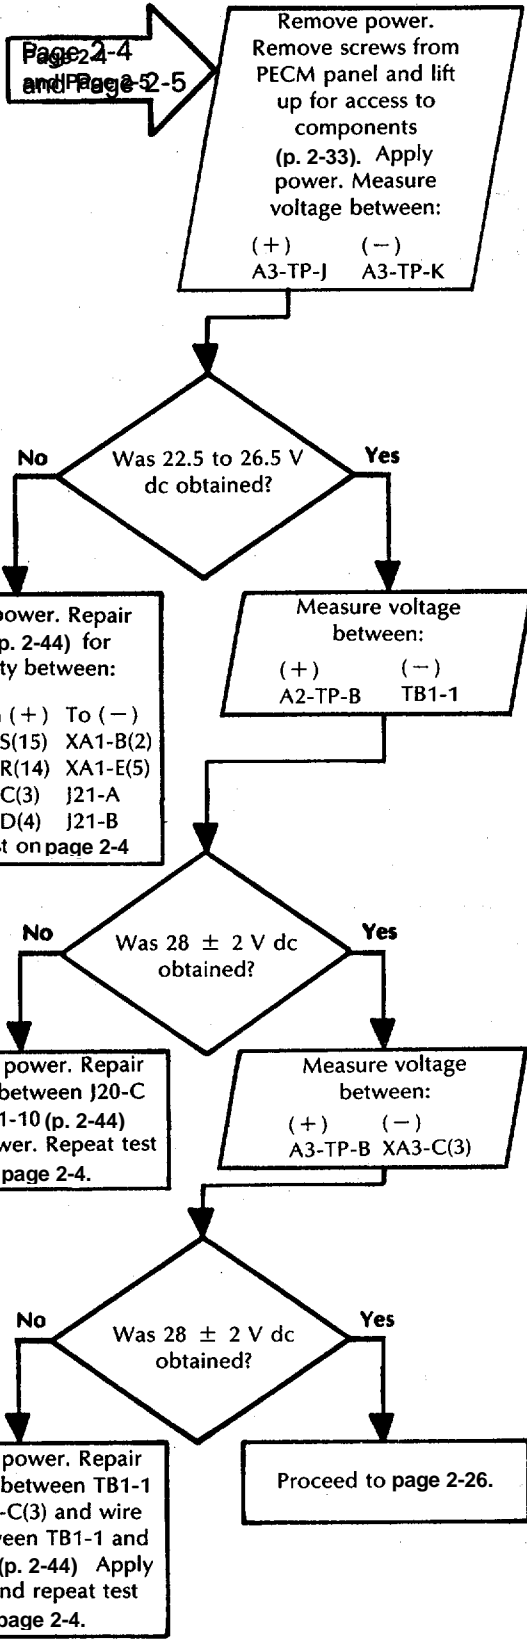 Page 2-4
and Page 2-5
Remove power.
Remove screws from
PECM panel and lift
up for access to
components
(p. 2-33). Apply
power. Measure
voltage between:
(+) (−)
A3-TP-J A3-TP-K
Was 22.5 to 26.5 V
dc obtained?
No
Yes
power. Repair
p. 2-44) for
ty between:
(+) To (−)
S(15) XA1-B(2)
R(14) XA1-E(5)
C(3) J21-A
D(4) J21-B
st on page 2-4
Measure voltage
between:
(+) (−)
A2-TP-B TB1-1
Was 28 ± 2 V dc
obtained?
No
Yes
power. Repair
between J20-C
1-10 (p. 2-44)
wer. Repeat test
page 2-4.
Measure voltage
between:
(+) (−)
A3-TP-B XA3-C(3)
Was 28 ± 2 V dc
obtained?
No
Yes
power. Repair
between TB1-1
-C(3) and wire
een TB1-1 and
(p. 2-44) Apply
nd repeat test
page 2-4.
Proceed to page 2-26.